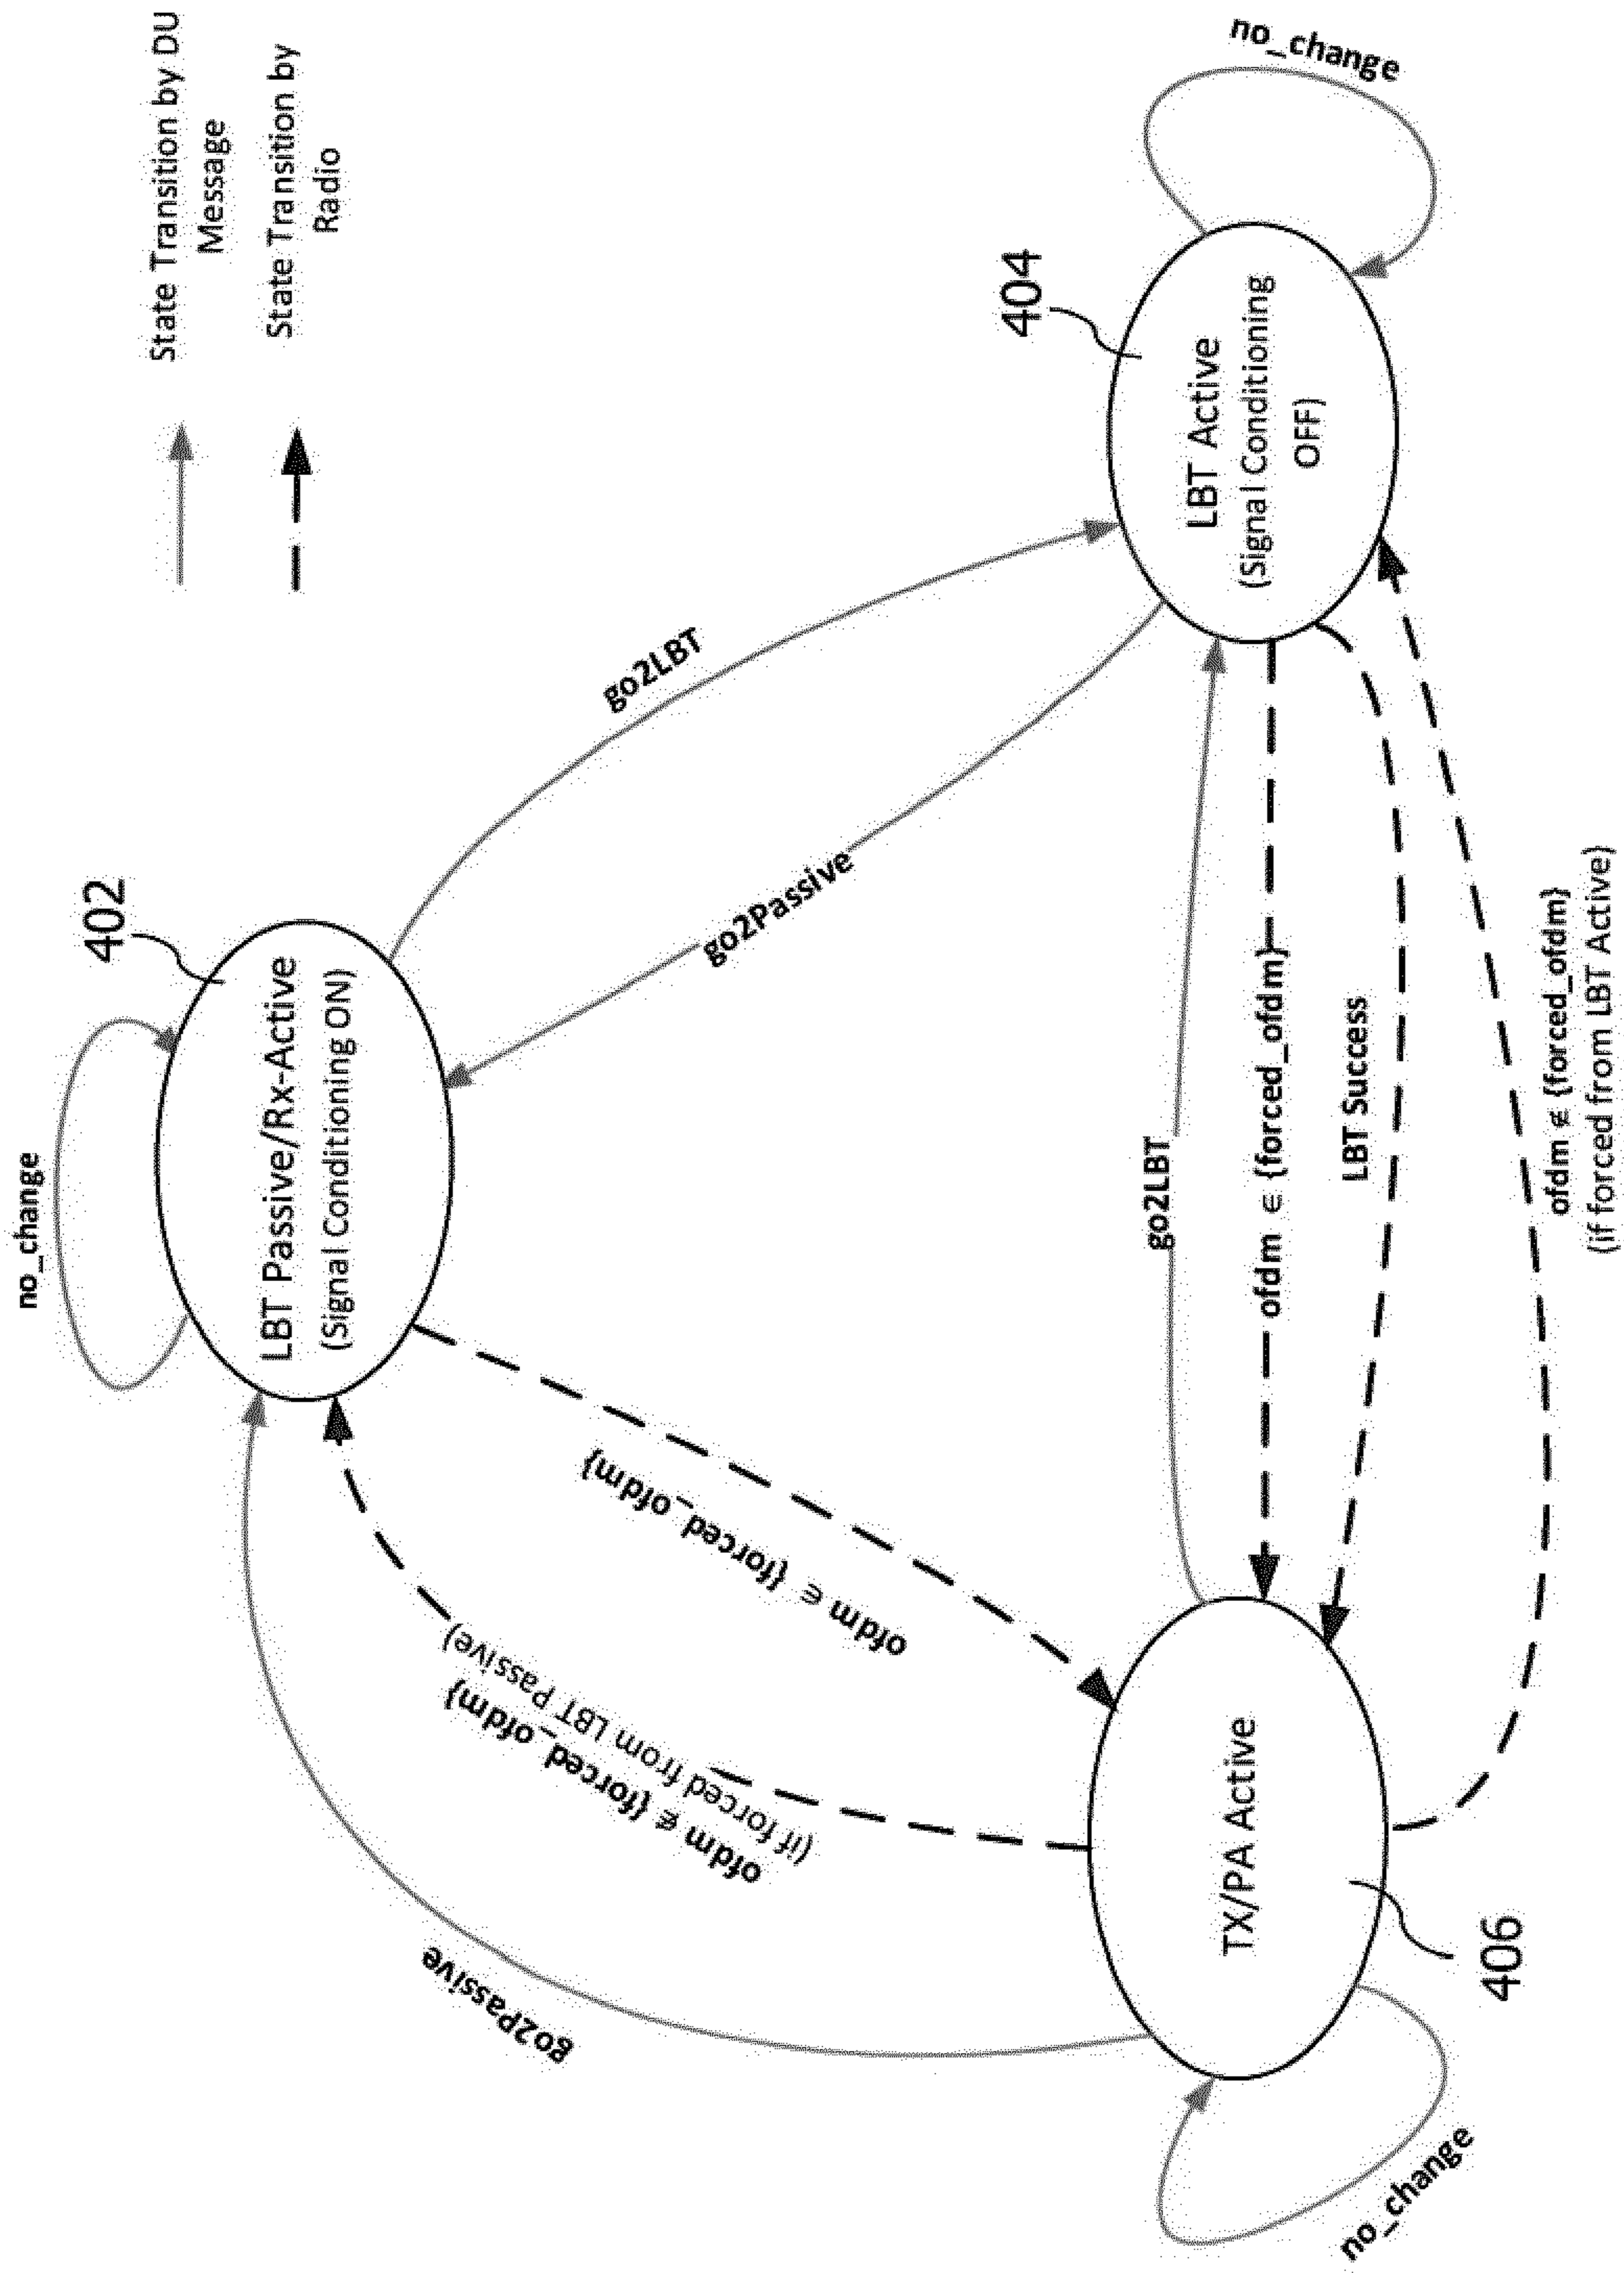 State Transition by DU
Message
State Transition by
Radio
no_change
402
LBT Passive/Rx-Active
(Signal Conditioning ON)
go2Passive
ofdm ∉ {forced_ofdm}
(if forced from LBT Passive)
ofdm ∈ {forced_ofdm}
go2Passive
go2LBT
404
LBT Active
(Signal Conditioning
OFF)
no_change
go2LBT
ofdm ∈ {forced_ofdm}
LBT Success
ofdm ∉ {forced_ofdm}
(if forced from LBT Active)
TX/PA Active
406
no_change